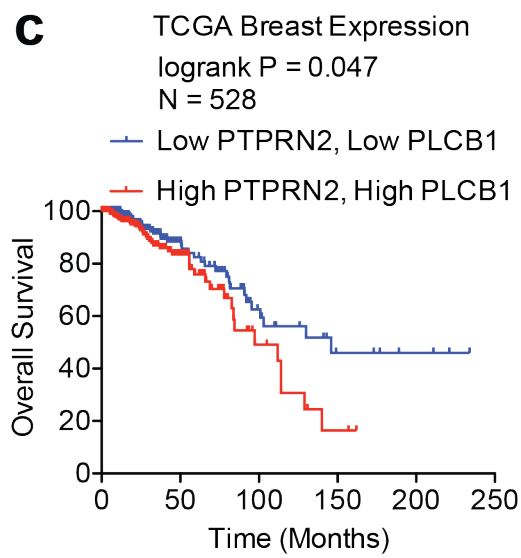 C
TCGA Breast Expression
logrank P = 0.047
N = 528
Low PTPRN2, Low PLCB1
High PTPRN2, High PLCB1
Overall Survival
100
80
60
40
20
0
0 50 100 150 200 250
Time (Months)